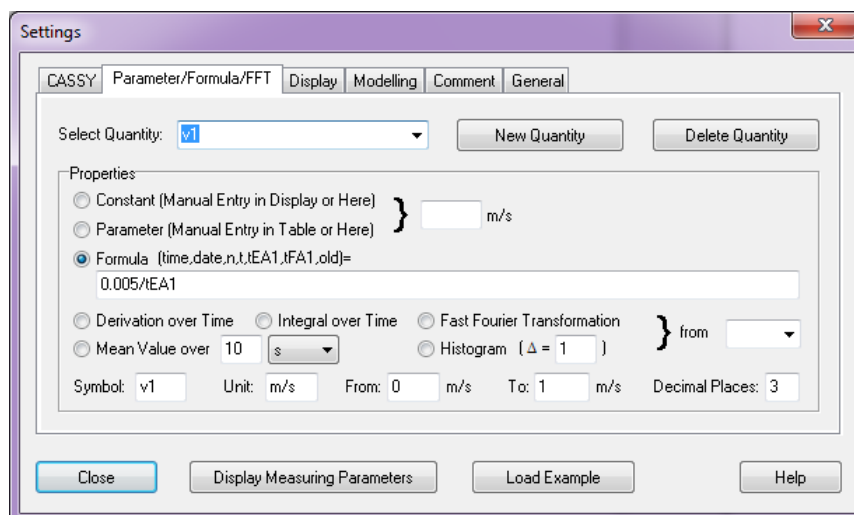 Settings
CASSY Parameter/Formula/FFT Display Modelling Comment General
Select Quantity: v1 New Quantity Delete Quantity
Properties
Constant (Manual Entry in Display or Here)
} m/s
Parameter (Manual Entry in Table or Here)
Formula (time,date,n,t,tEA1,tFA1,old)=
0.005/tEA1
Derivation over Time Integral over Time Fast Fourier Transformation
} from
Mean Value over 10 s Histogram (Δ = 1 )
Symbol: v1 Unit: m/s From: 0 m/s To: 1 m/s Decimal Places: 3
Close Display Measuring Parameters Load Example Help